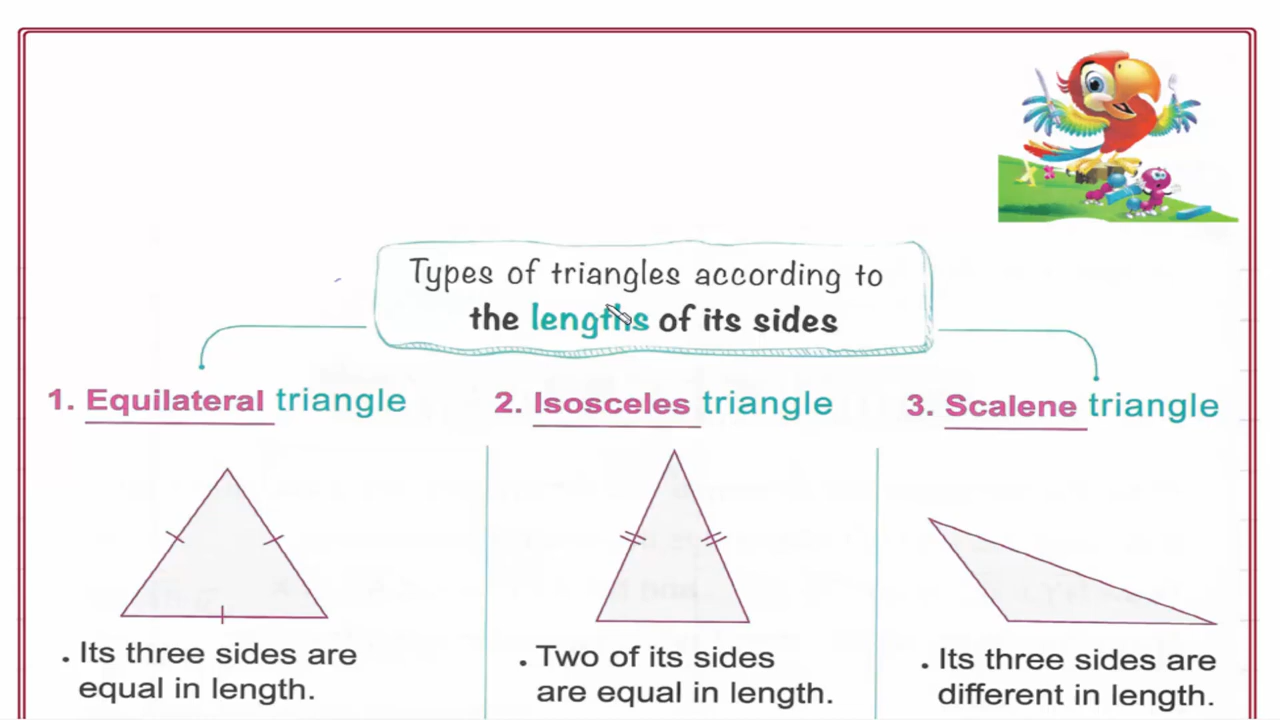 Types of triangles according to
the lengths of its sides
1. Equilateral triangle
2. Isosceles triangle
3. Scalene triangle
. Its three sides are
equal in length.
. Two of its sides
are equal in length.
. Its three sides are
different in length.